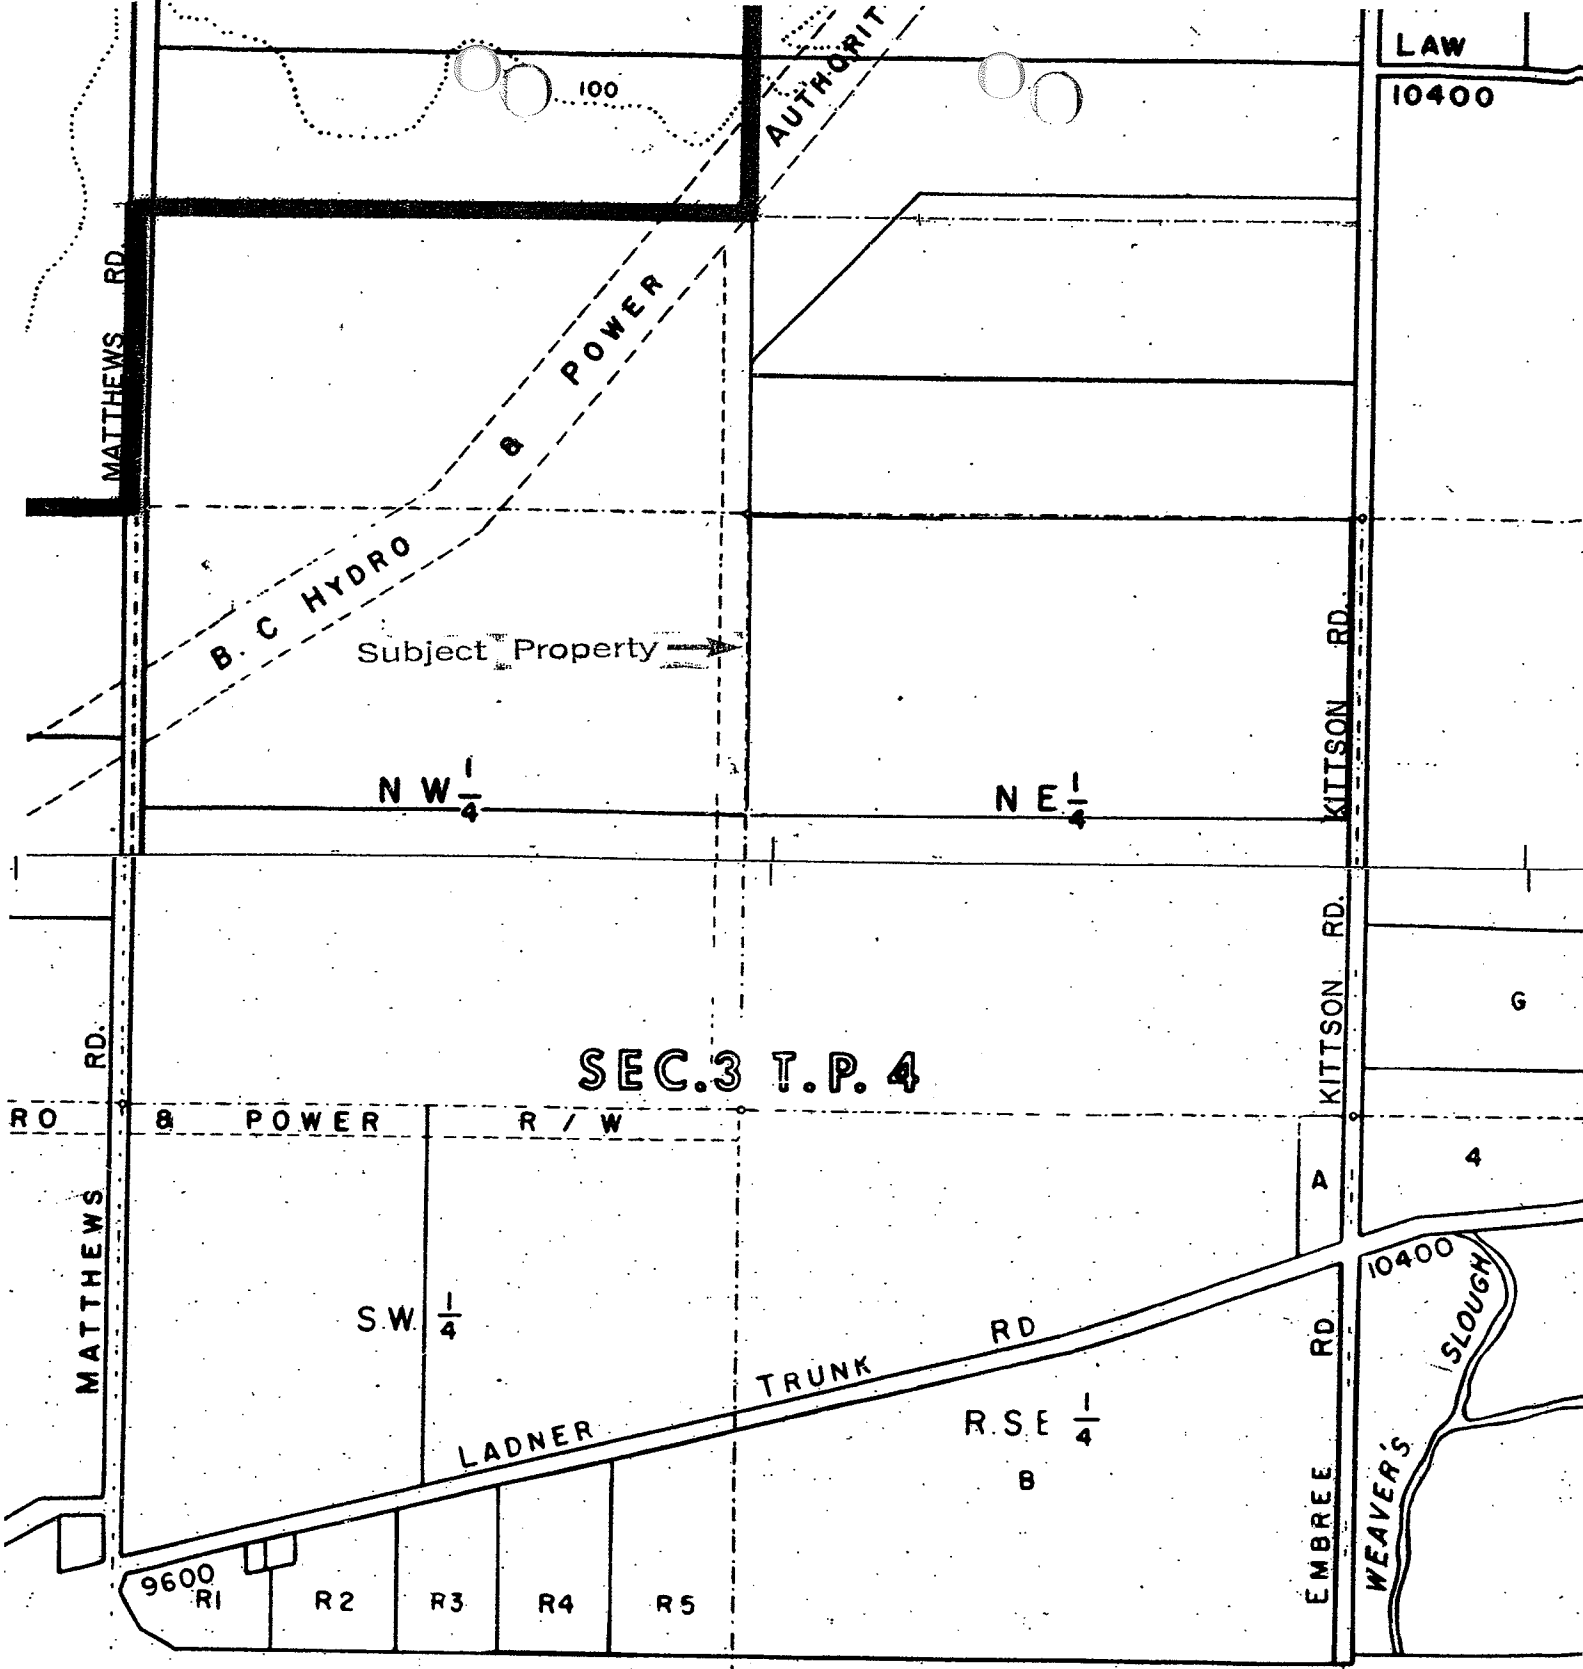 LAW
10400
100
AUTHORIT
MATTHEWS RD.
POWER
&
B. C HYDRO
Subject Property
KITTSON RD.
N W 1/4
N E 1/4
KITTSON RD.
G
RD.
SEC.3 T.P. 4
RO & POWER R / W
A
4
MATTHEWS
10400
SLOUGH
S.W. 1/4
RD
TRUNK
LADNER
R.S E 1/4
B
EMBREE RD
WEAVER'S
9600
R1
R2
R3
R4
R5